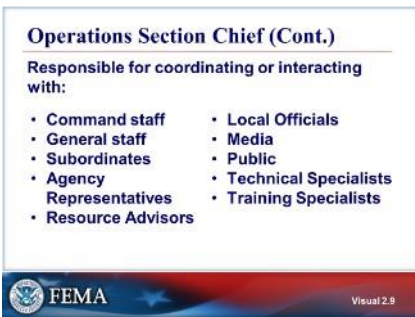 Operations Section Chief (Cont.)
Responsible for coordinating or interacting
with:
• Command staff
• General staff
• Subordinates
• Agency
Representatives
• Resource Advisors
• Local Officials
• Media
• Public
• Technical Specialists
• Training Specialists
FEMA
Visual 2.9